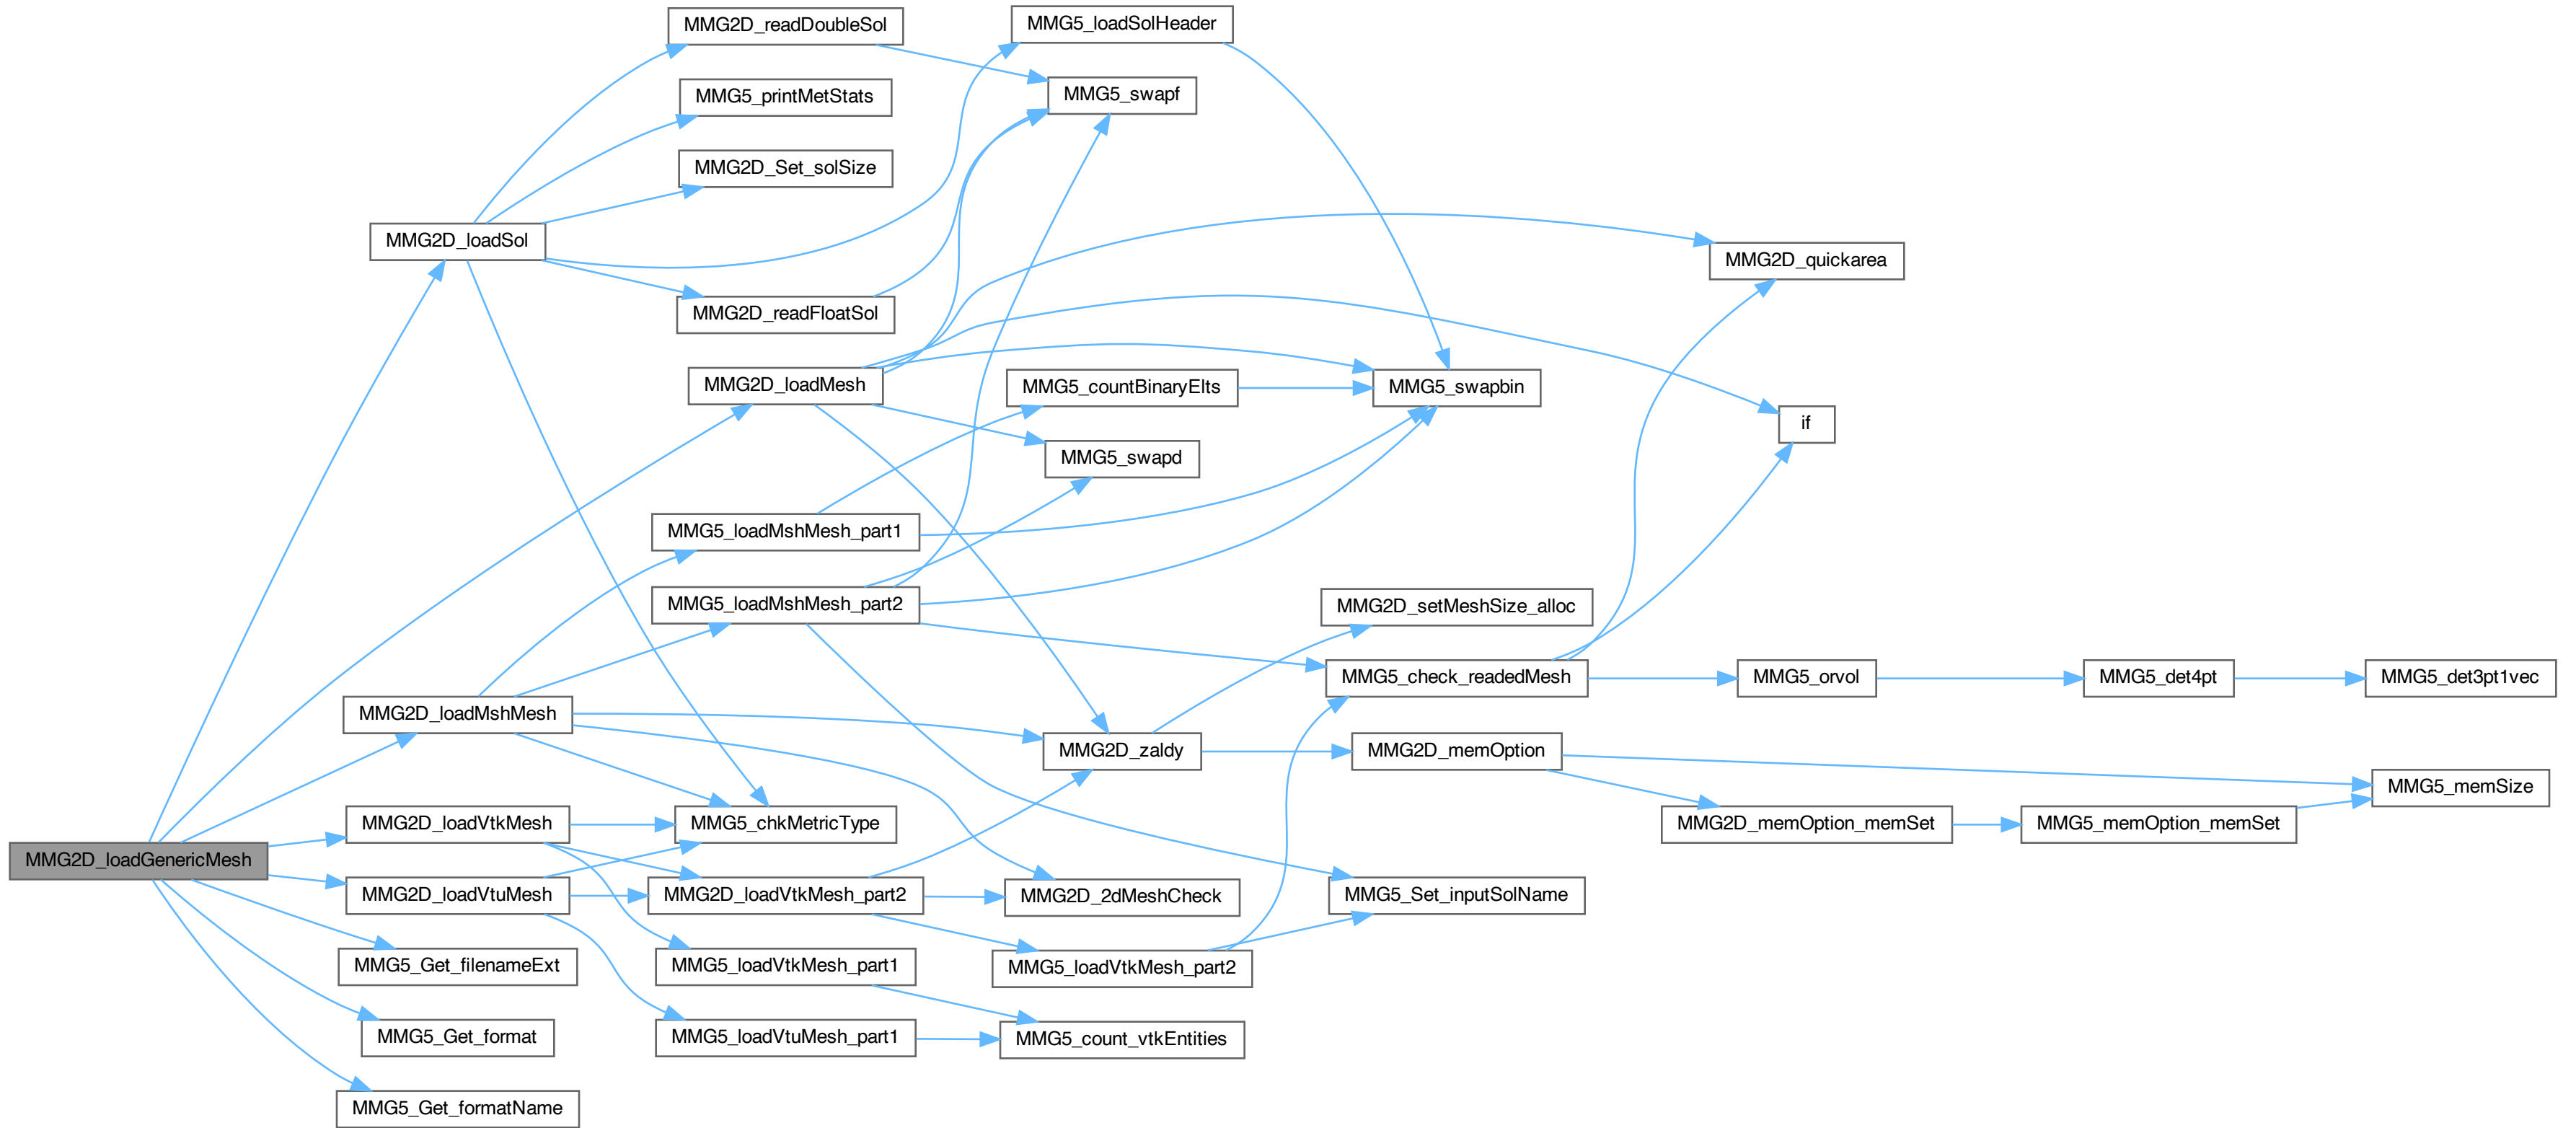 MMG2D_loadGenericMesh
MMG2D_loadSol
MMG2D_loadMshMesh
MMG2D_loadVtkMesh
MMG2D_loadVtuMesh
MMG5_Get_filenameExt
MMG5_Get_format
MMG5_Get_formatName
MMG2D_readDoubleSol
MMG5_printMetStats
MMG2D_Set_solSize
MMG2D_readFloatSol
MMG2D_loadMesh
MMG5_loadMshMesh_part1
MMG5_loadMshMesh_part2
MMG5_chkMetricType
MMG2D_loadVtkMesh_part2
MMG5_loadVtkMesh_part1
MMG5_loadVtuMesh_part1
MMG5_loadSolHeader
MMG5_swapf
MMG5_countBinaryElts
MMG5_swapd
MMG2D_zaldy
MMG2D_2dMeshCheck
MMG5_loadVtkMesh_part2
MMG5_count_vtkEntities
MMG5_swapbin
MMG2D_setMeshSize_alloc
MMG5_check_readedMesh
MMG2D_memOption
MMG5_Set_inputSolName
MMG2D_quickarea
if
MMG5_orvol
MMG2D_memOption_memSet
MMG5_det4pt
MMG5_memOption_memSet
MMG5_det3pt1vec
MMG5_memSize